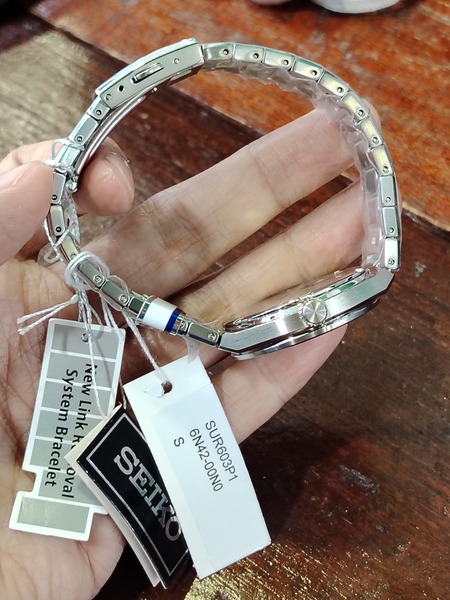 New Link Removal
System Bracelet
SEIKO
SUR603P1
6N42-00N0
S